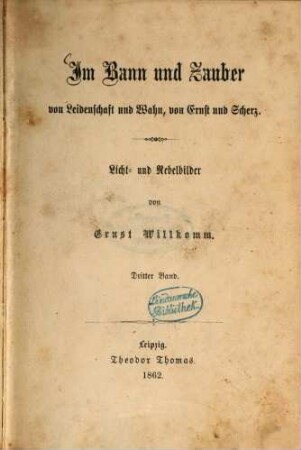 Im Bann und Zauber
von Leidenschaft und Wahn, von Ernst und Scherz.
Licht- und Nebelbilder
von
Ernst Willkomm.
Dritter Band.
Bibliothek.
Leipzig.
Theodor Thomas.
1862.